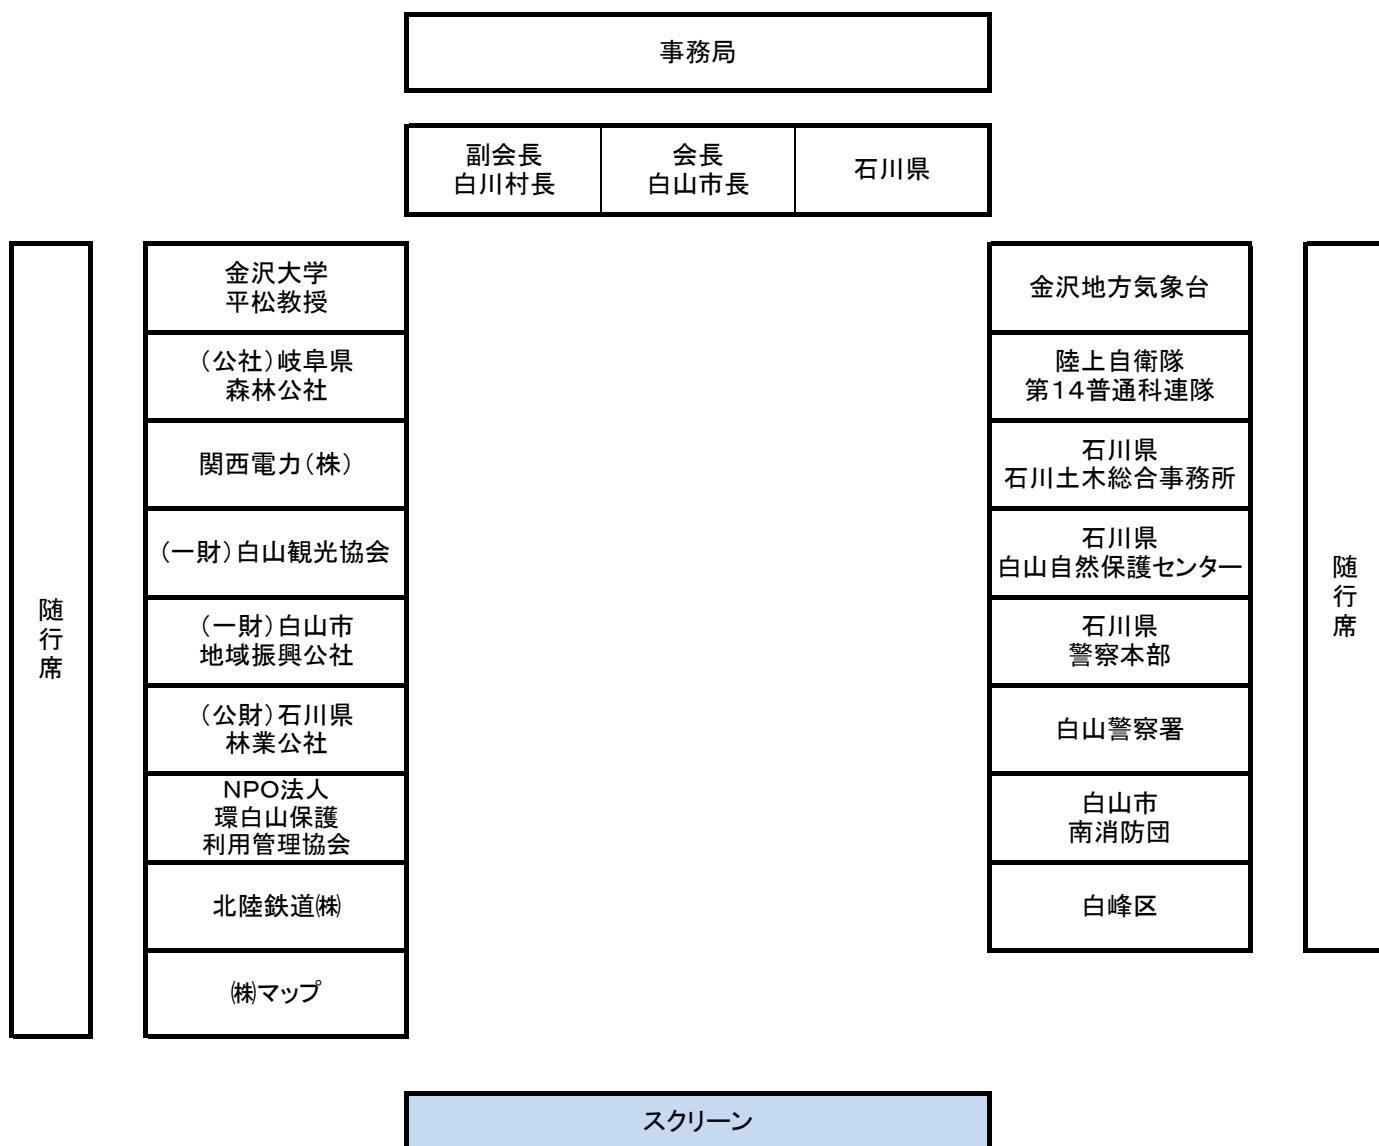 事務局
副会長
白川村長
会長
白山市長
石川県
随行席
金沢大学
平松教授
（公社）岐阜県
森林公社
関西電力（株）
（一財）白山観光協会
（一財）白山市
地域振興公社
（公財）石川県
林業公社
NPO法人
環白山保護
利用管理協会
北陸鉄道㈱
㈱マップ
金沢地方気象台
陸上自衛隊
第１４普通科連隊
石川県
石川土木総合事務所
石川県
白山自然保護センター
石川県
警察本部
白山警察署
白山市
南消防団
白峰区
随行席
スクリーン